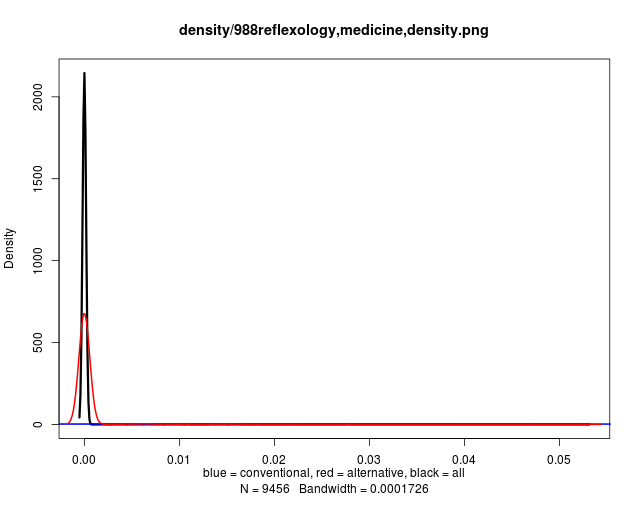 density/988reflexology,medicine,density.png
Density
2000
1500
1000
500
0
0.00 0.01 0.02 0.03 0.04 0.05
blue = conventional, red = alternative, black = all
N = 9456 Bandwidth = 0.0001726